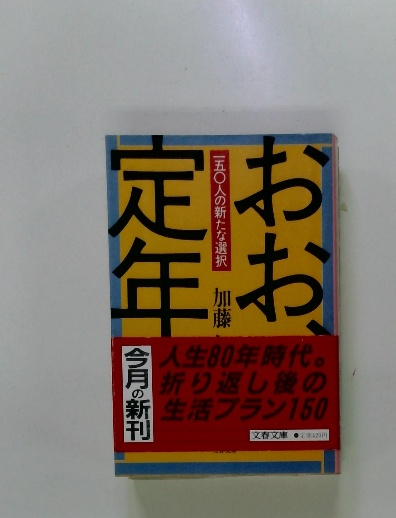 おお、
定年
一五〇人の新たな選択
加藤
今月の新刊
人生80年時代。
折り返し後の
生活プラン150
文春文庫